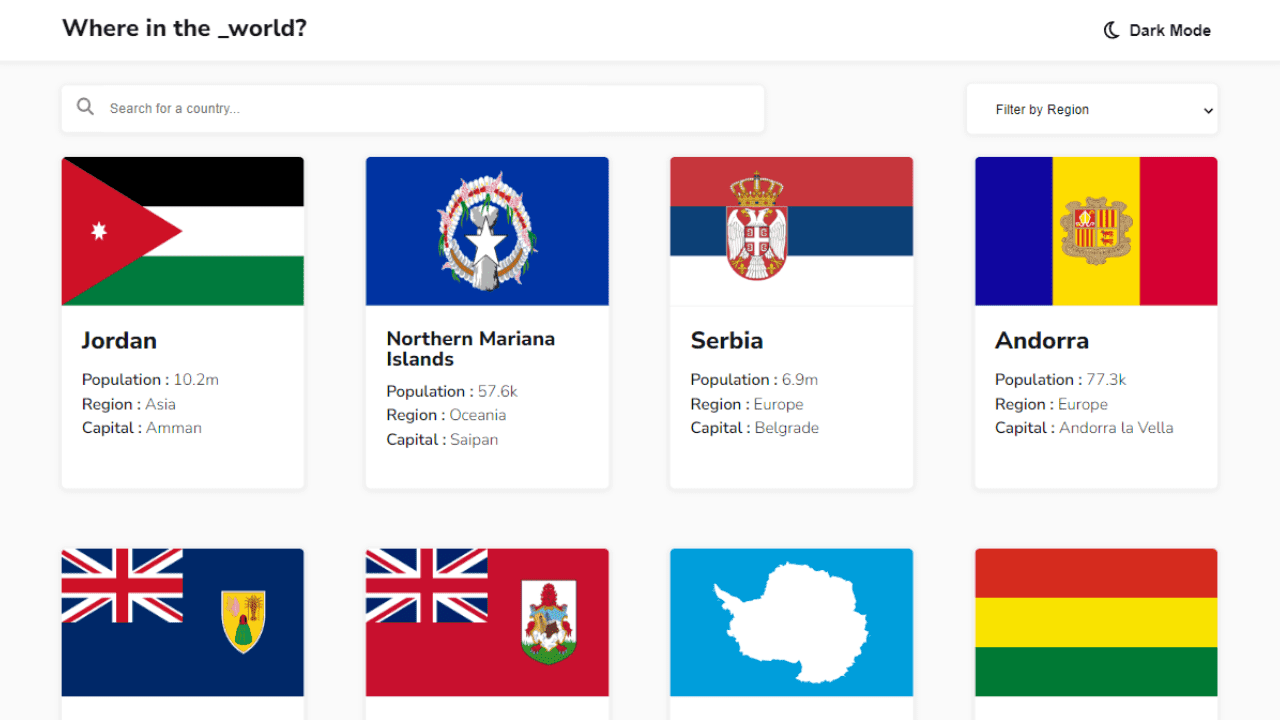 Where in the _world?
Dark Mode
Search for a country...
Filter by Region
Jordan
Population : 10.2m
Region : Asia
Capital : Amman
Northern Mariana
Islands
Population : 57.6k
Region : Oceania
Capital : Saipan
Serbia
Population : 6.9m
Region : Europe
Capital : Belgrade
Andorra
Population : 77.3k
Region : Europe
Capital : Andorra la Vella